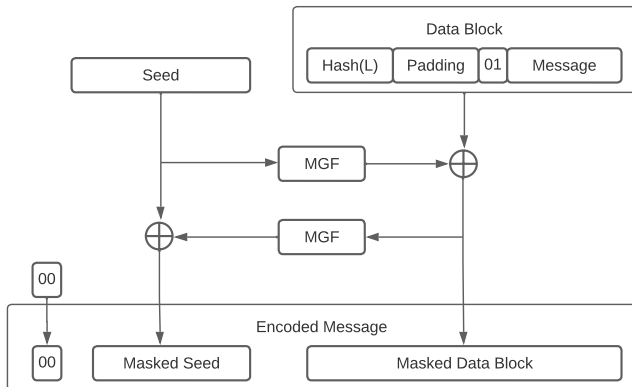 Data Block
Hash(L) Padding 01 Message
Seed
MGF
MGF
00
Encoded Message
00 Masked Seed Masked Data Block